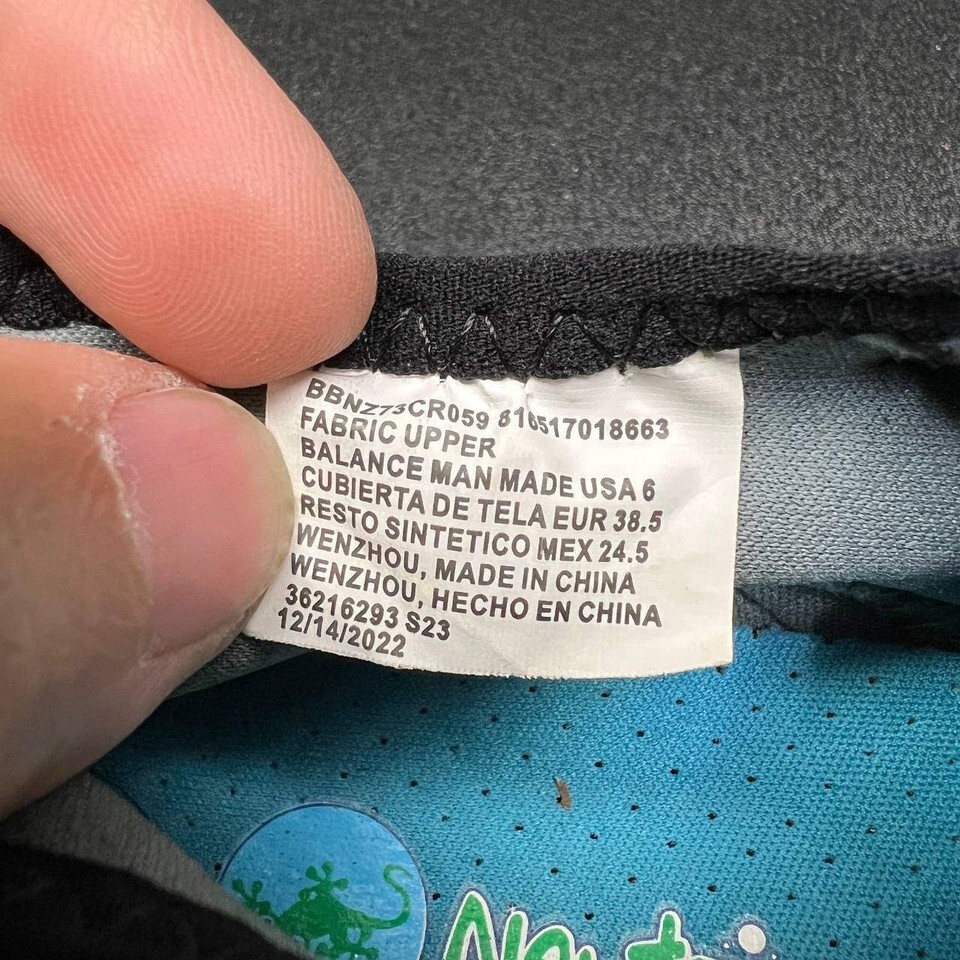 BBNZ73CR059 816517018663
FABRIC UPPER
BALANCE MAN MADE USA 6
CUBIERTA DE TELA EUR 38.5
RESTO SINTETICO MEX 24.5
WENZHOU, MADE IN CHINA
WENZHOU, HECHO EN CHINA
36216293 S23
12/14/2022